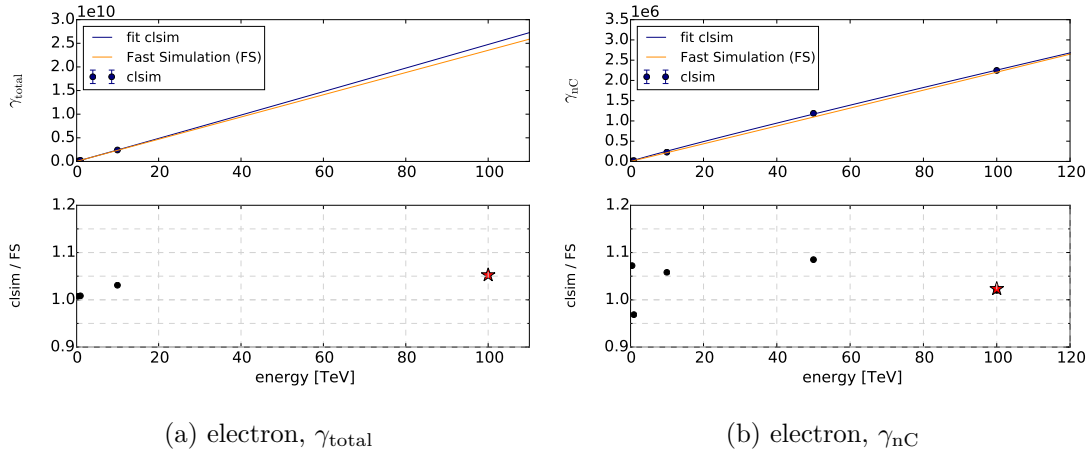 1e10
3.0
2.5
2.0
1.5
1.0
0.5
0.0
γtotal
fit clsim
Fast Simulation (FS)
clsim
0 20 40 60 80 100
1.2
1.1
1.0
0.9
clsim / FS
0 20 40 60 80 100
energy [TeV]
(a) electron, γtotal
1e6
3.5
3.0
2.5
2.0
1.5
1.0
0.5
0.0
γnC
fit clsim
Fast Simulation (FS)
clsim
0 20 40 60 80 100 120
1.2
1.1
1.0
0.9
clsim / FS
0 20 40 60 80 100 120
energy [TeV]
(b) electron, γnC